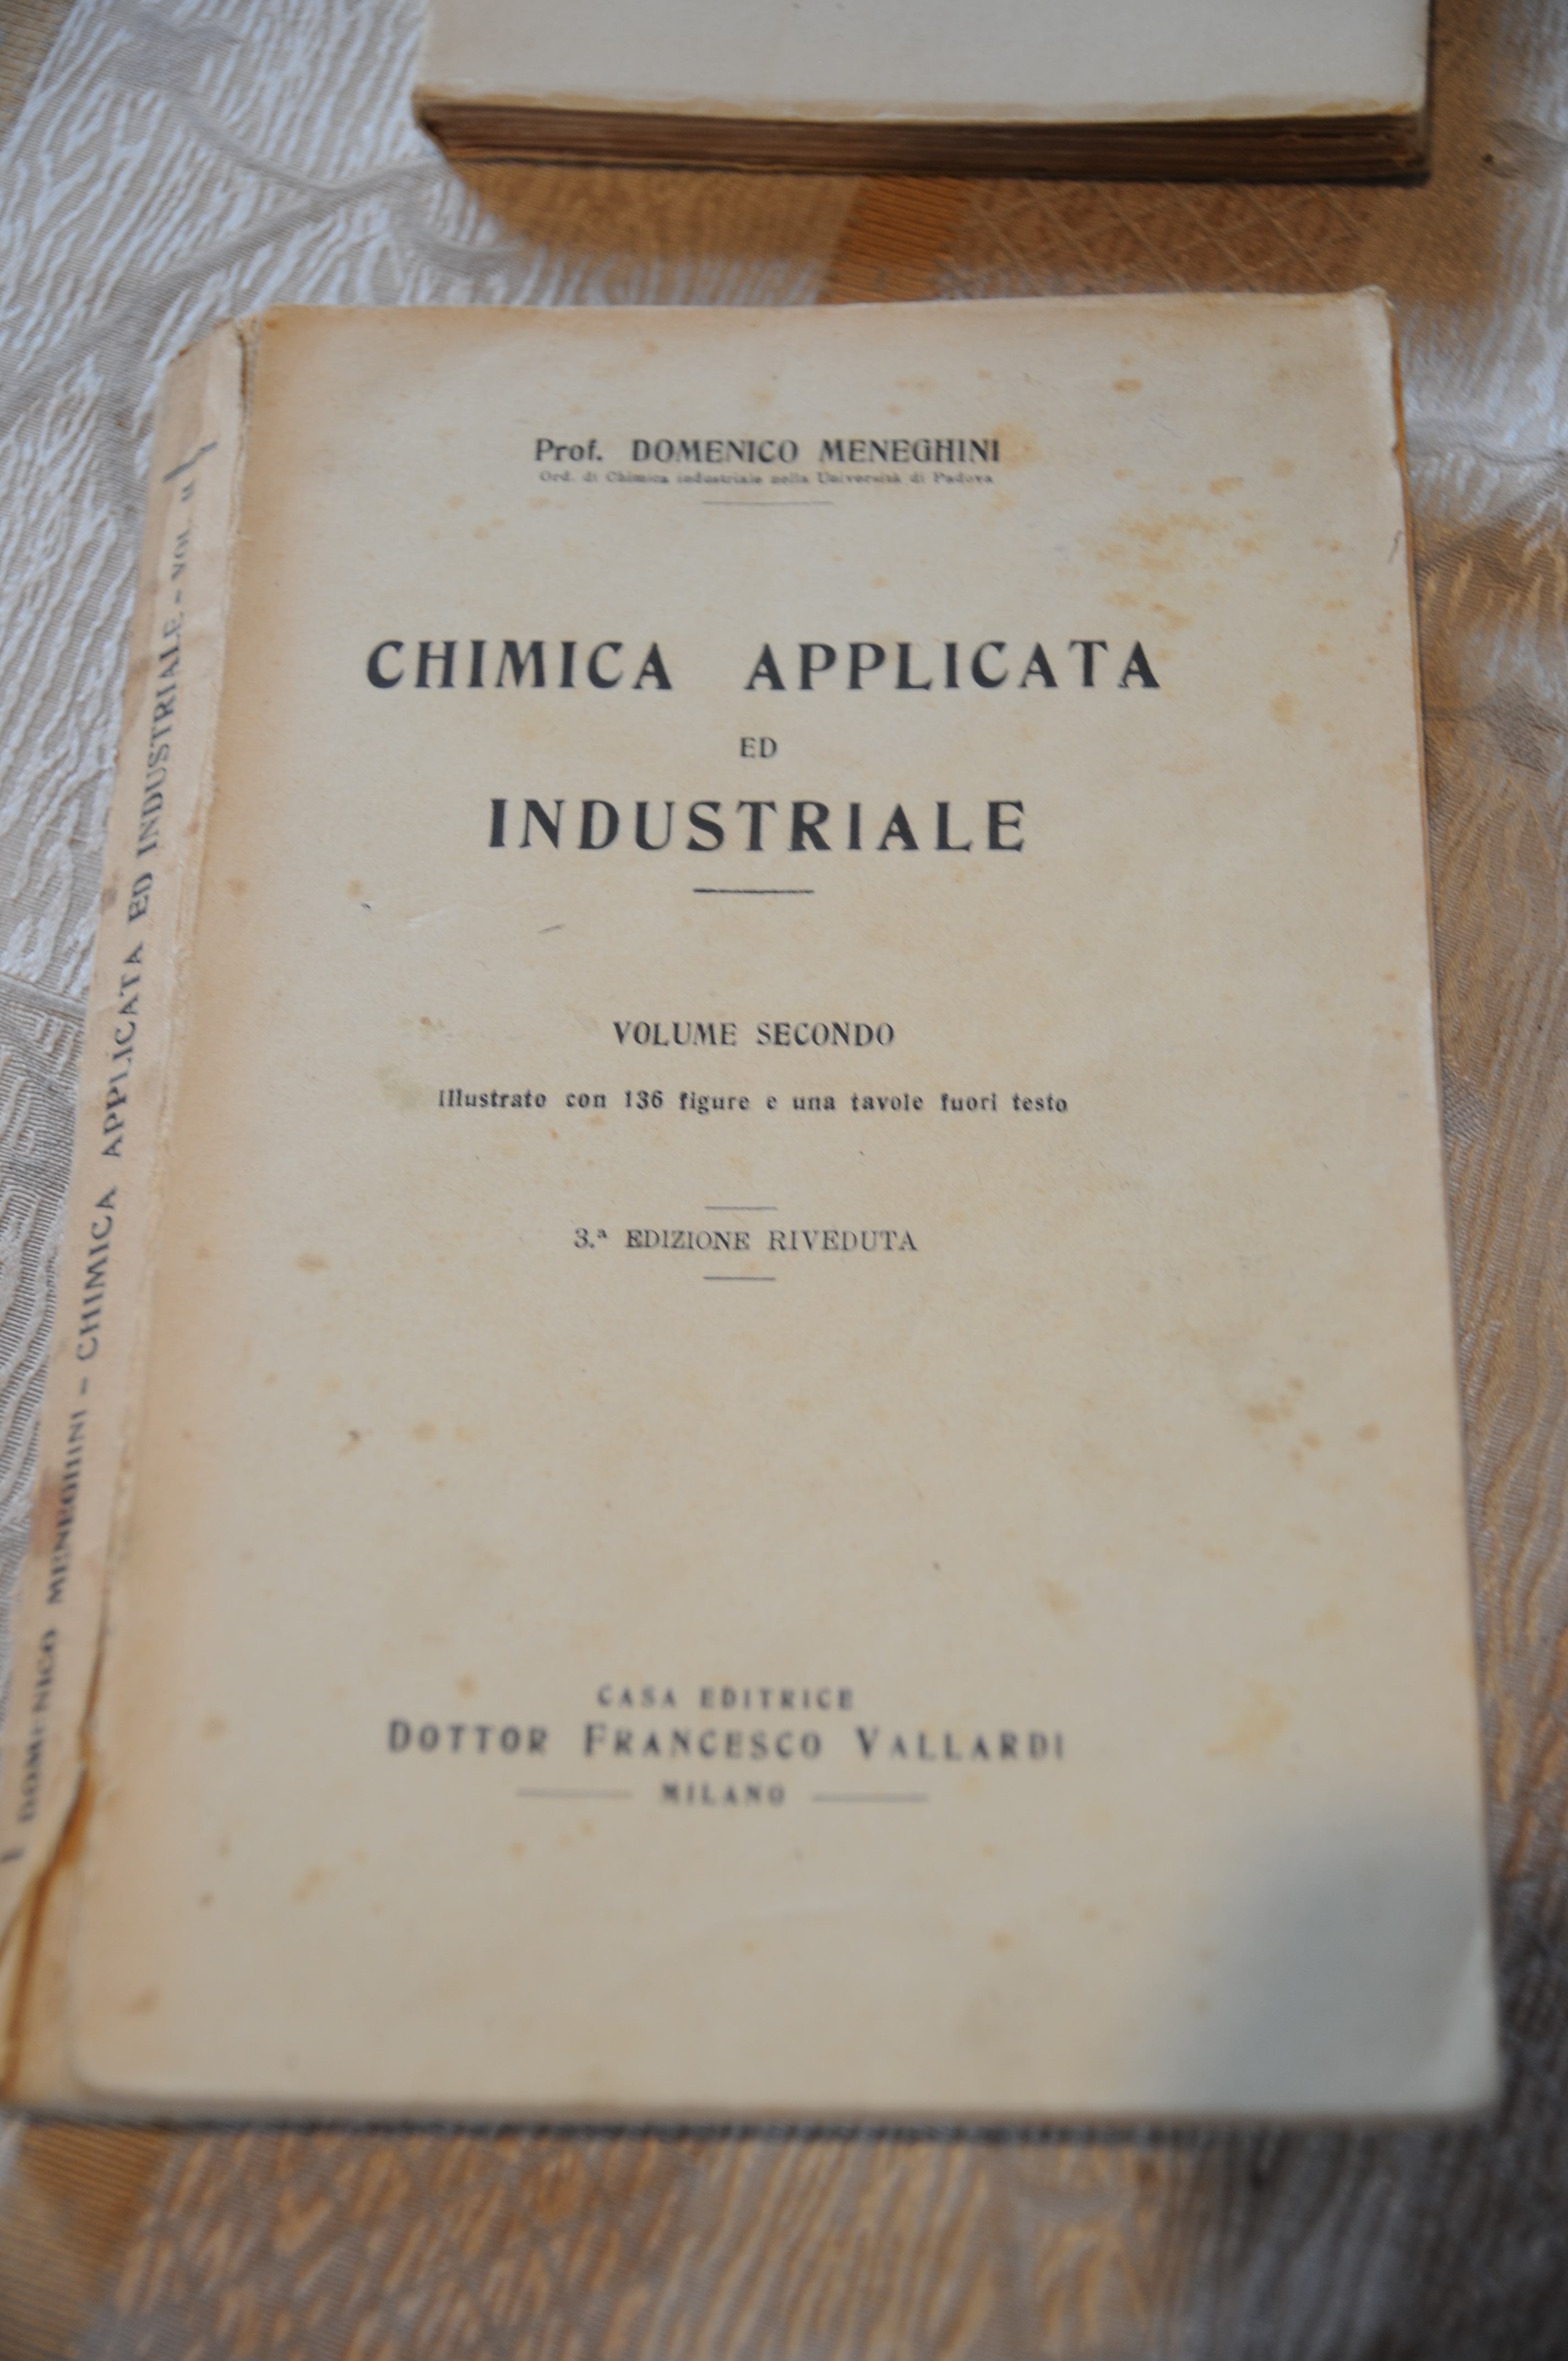 Prof. DOMENICO MENEGHINI
Ord. di Chimica industriale nella Università di Padova
CHIMICA APPLICATA
ED
INDUSTRIALE
VOLUME SECONDO
Illustrato con 136 figure e una tavole fuori testo
3.ª EDIZIONE RIVEDUTA
CASA EDITRICE
DOTTOR FRANCESCO VALLARDI
MILANO
DOMENICO MENEGHINI - CHIMICA APPLICATA ED INDUSTRIALE - VOL. II